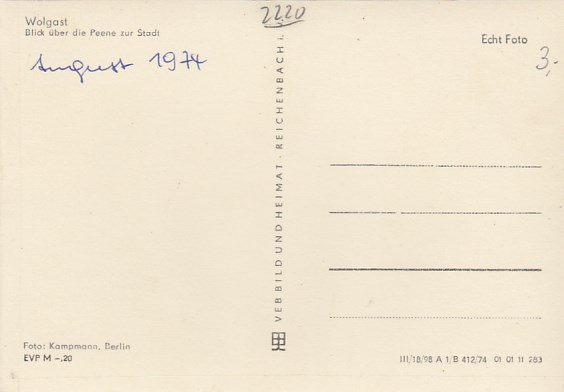 2220
Wolgast
Blick über die Peene zur Stadt
Echt Foto
3,-
August 1974
VEB BILD UND HEIMAT · REICHENBACH i.
Foto: Kampmann, Berlin
EVP M –,20
III/18/98 A 1/B 412/74 01 01 11 283